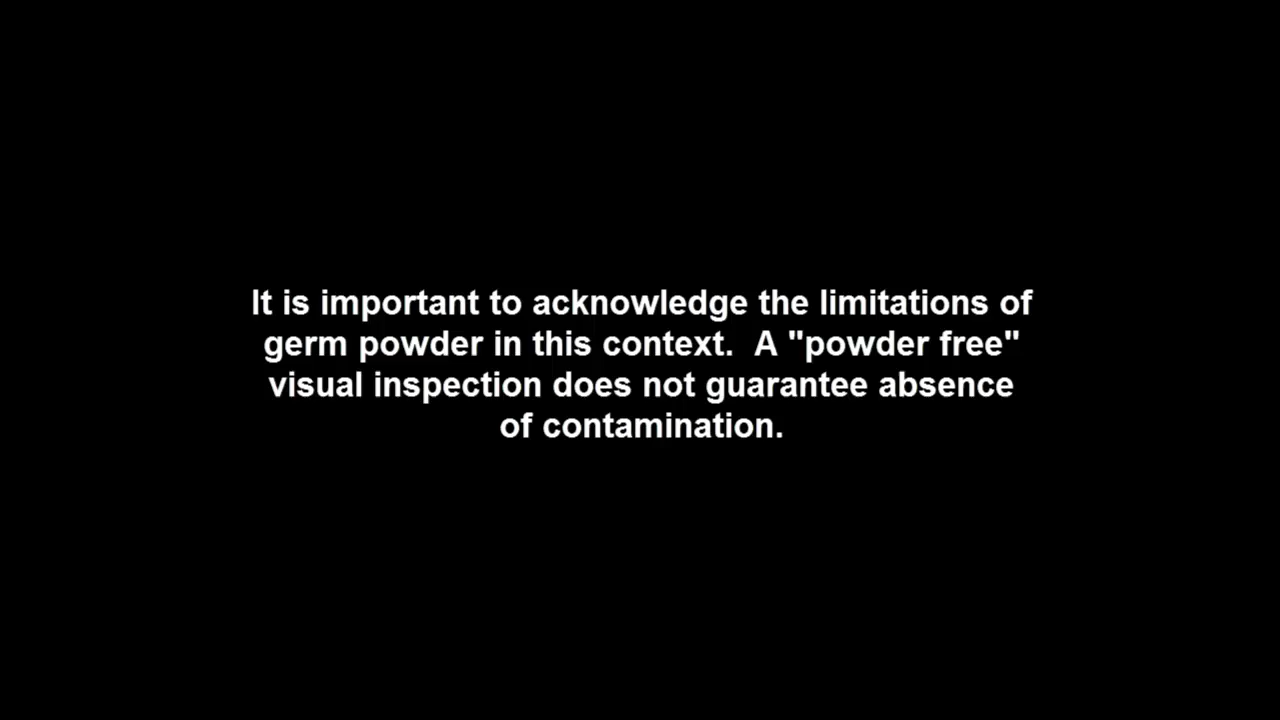 It is important to acknowledge the limitations of
germ powder in this context.  A "powder free"
visual inspection does not guarantee absence
of contamination.